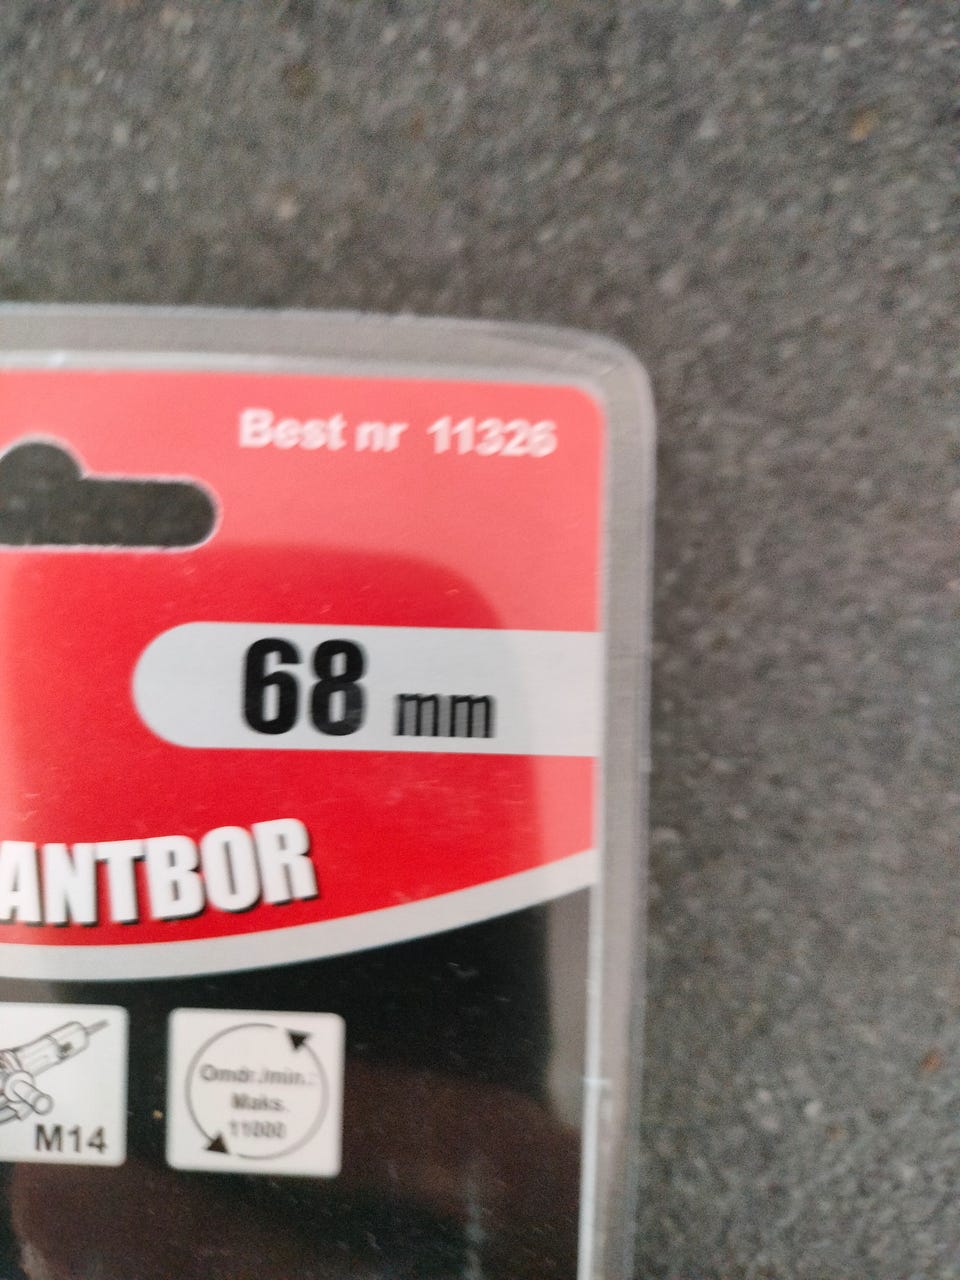 Best nr 11326
68 mm
ANTBOR
M14
Omdr./min.:
Maks.
11000